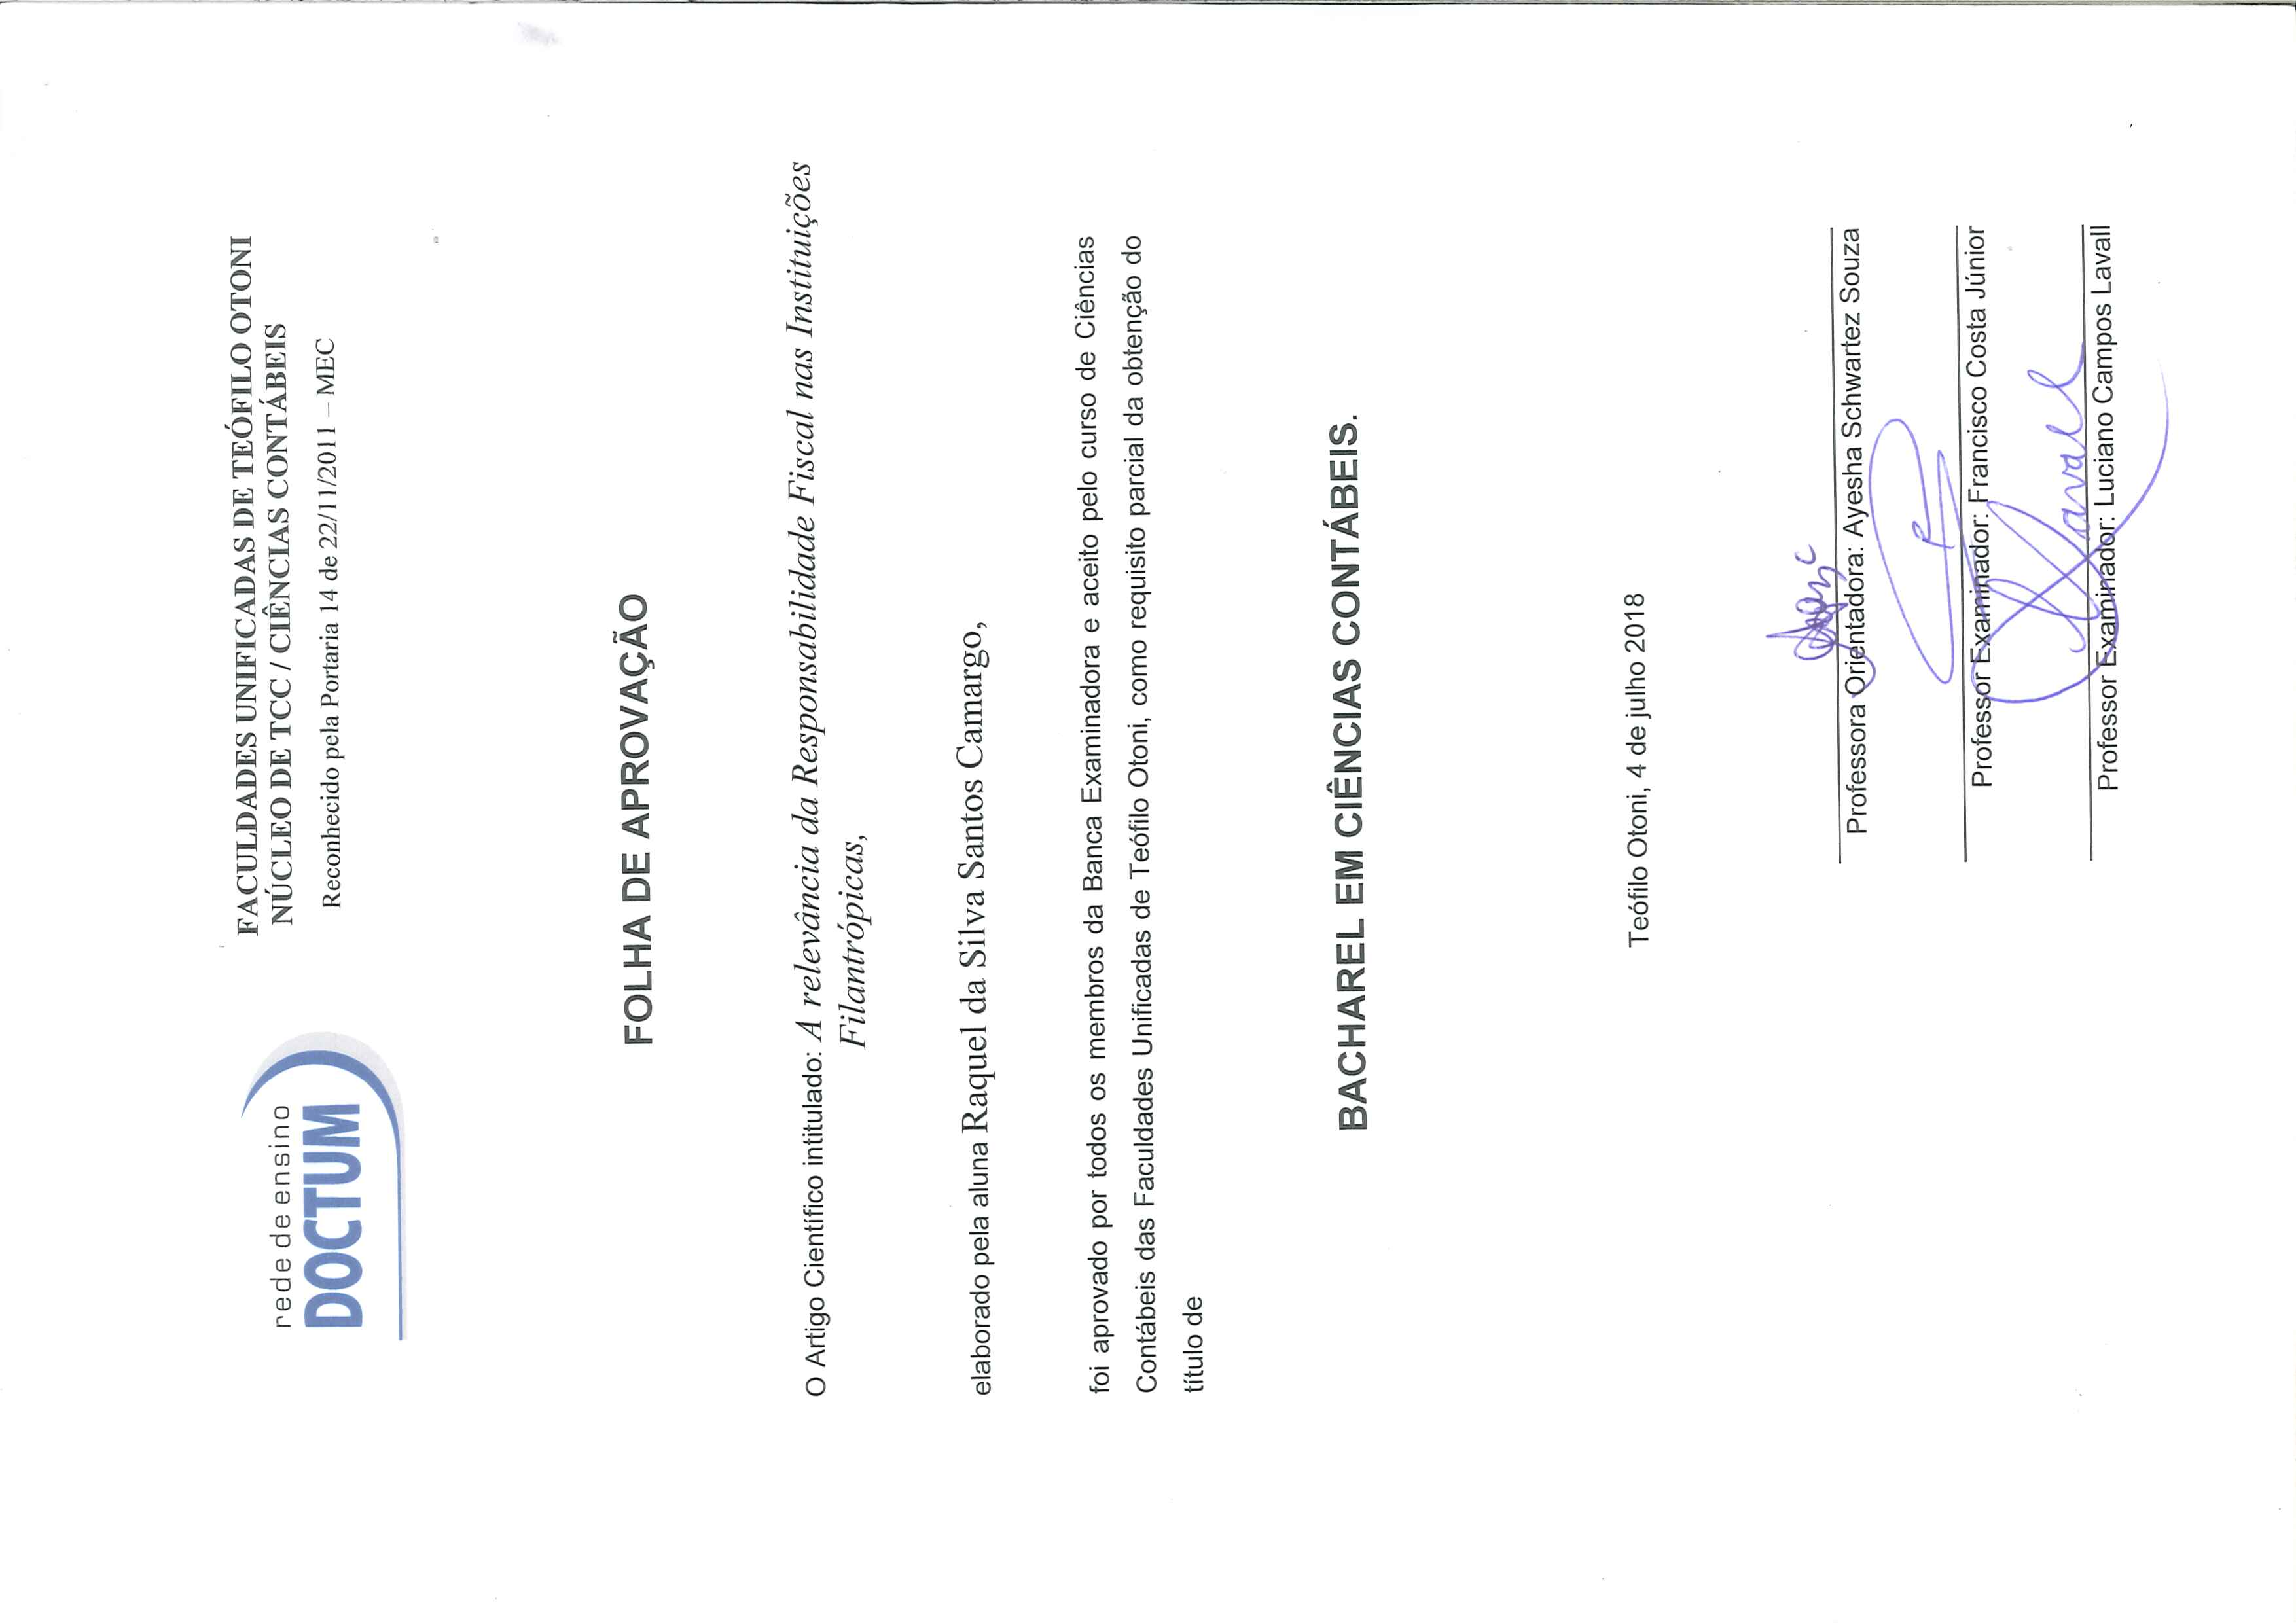 rede de ensino
DOCTUM
FACULDADES UNIFICADAS DE TEÓFILO OTONI
NÚCLEO DE TCC / CIÊNCIAS CONTÁBEIS
Reconhecido pela Portaria 14 de 22/11/2011 – MEC
FOLHA DE APROVAÇÃO
O Artigo Científico intitulado: A relevância da Responsabilidade Fiscal nas Instituições
Filantrópicas,
elaborado pela aluna Raquel da Silva Santos Camargo,
foi aprovado por todos os membros da Banca Examinadora e aceito pelo curso de Ciências
Contábeis das Faculdades Unificadas de Teófilo Otoni, como requisito parcial da obtenção do
título de
BACHAREL EM CIÊNCIAS CONTÁBEIS.
Teófilo Otoni, 4 de julho 2018
Professora Orientadora: Ayesha Schwartez Souza
Professor Examinador: Francisco Costa Júnior
Professor Examinador: Luciano Campos Lavall